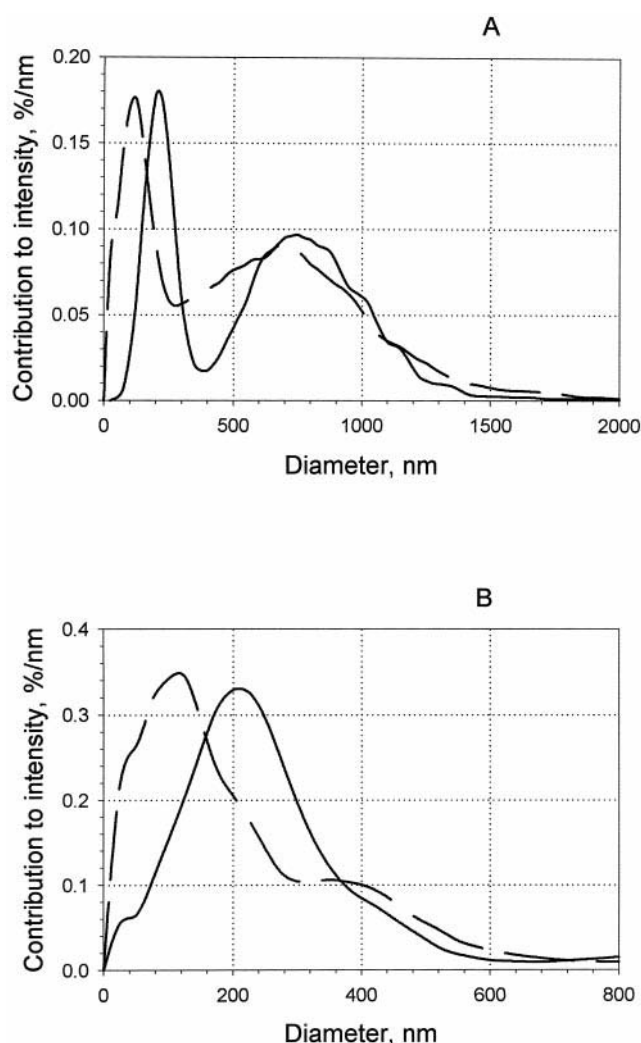 A
Contribution to intensity, %/nm
0.20
0.15
0.10
0.05
0.00
0 500 1000 1500 2000
Diameter, nm
B
Contribution to intensity, %/nm
0.4
0.3
0.2
0.1
0.0
0 200 400 600 800
Diameter, nm